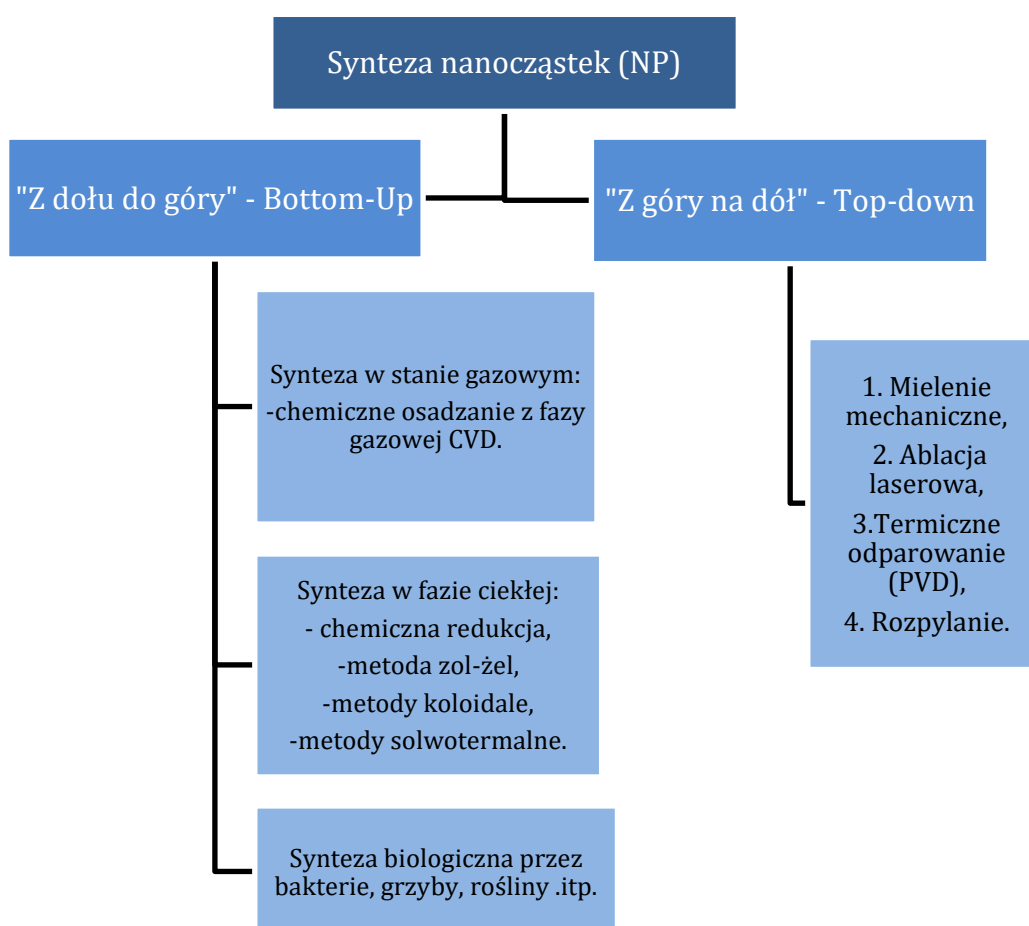 Synteza nanocząstek (NP)
"Z dołu do góry" - Bottom-Up
"Z góry na dół" - Top-down
Synteza w stanie gazowym:
-chemiczne osadzanie z fazy
gazowej CVD.
Synteza w fazie ciekłej:
- chemiczna redukcja,
-metoda zol-żel,
-metody koloidale,
-metody solwotermalne.
Synteza biologiczna przez
bakterie, grzyby, rośliny .itp.
1. Mielenie
mechaniczne,
2. Ablacja
laserowa,
3.Termiczne
odparowanie
(PVD),
4. Rozpylanie.